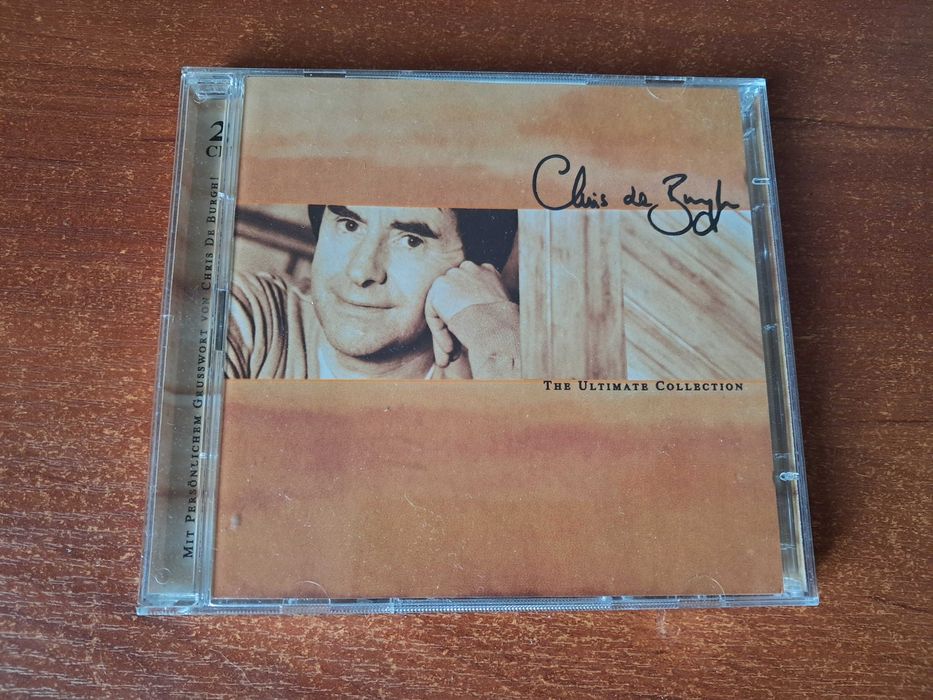 2
CD
MIT PERSÖNLICHEM GRUSSWORT VON CHRIS DE BURGH!
Chris de Burgh
THE ULTIMATE COLLECTION